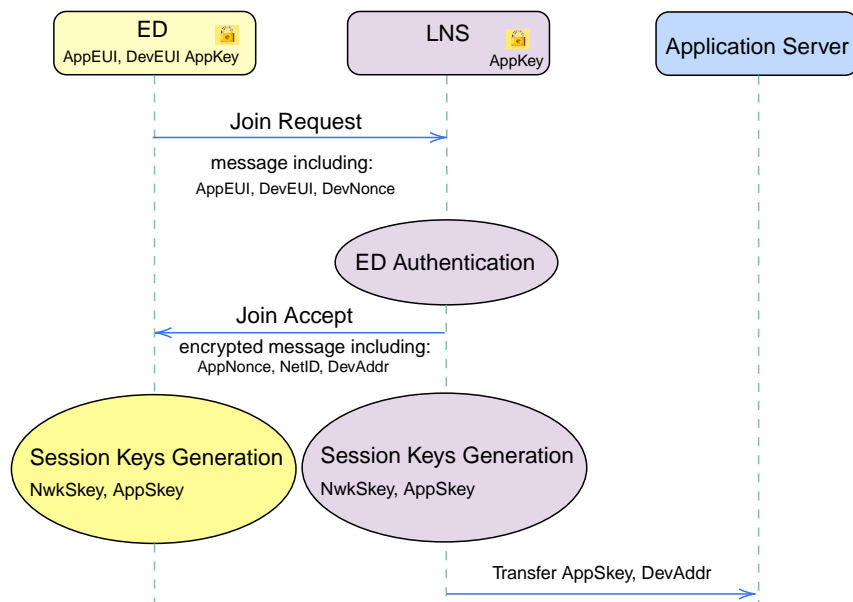 ED
AppEUI, DevEUI AppKey
LNS
AppKey
Application Server
Join Request
message including:
AppEUI, DevEUI, DevNonce
ED Authentication
Join Accept
encrypted message including:
AppNonce, NetID, DevAddr
Session Keys Generation
NwkSkey, AppSkey
Session Keys Generation
NwkSkey, AppSkey
Transfer AppSkey, DevAddr